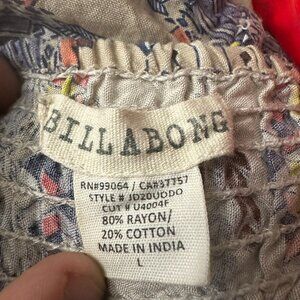 BILLABONG
RN#99064 / CA#37757
STYLE # JD20UDDO
CUT # U4004F
80% RAYON/
20% COTTON
MADE IN INDIA
L